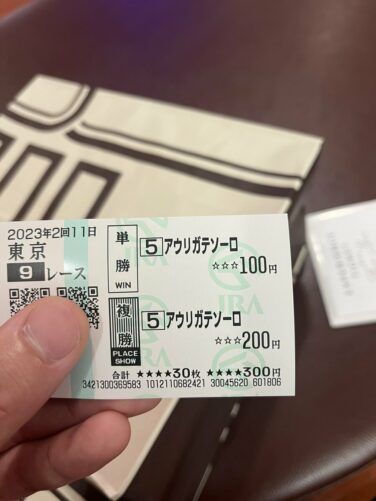 2023年2回11日
東京
9 レース
単勝
WIN
5 アウリガテソーロ
☆☆☆100円
JRA
複勝
PLACE
SHOW
5 アウリガテソーロ
☆☆☆200円
合計 ★★★★30枚 ★★★★300円
3421300369583 1012110682421 30045620 601806